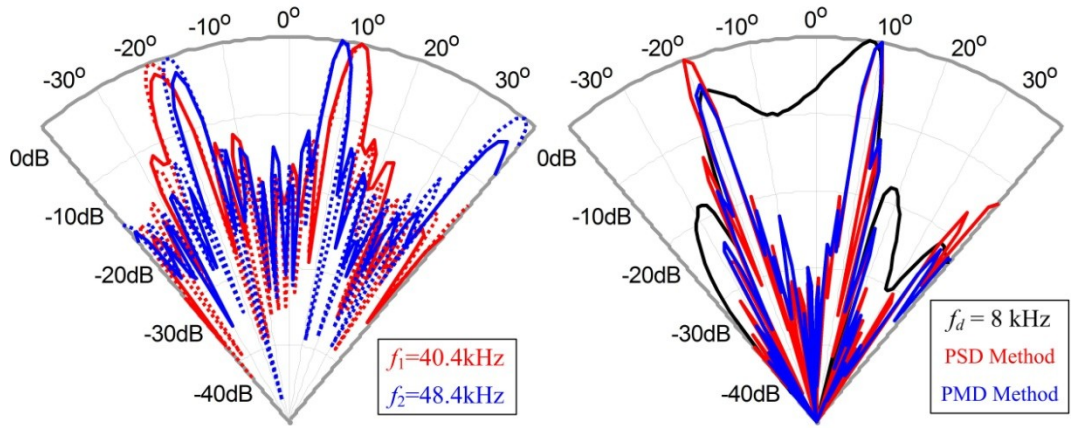 0°
-10°
10°
-20°
20°
-30°
30°
0dB
-10dB
-20dB
-30dB
-40dB
f₁=40.4kHz
f₂=48.4kHz
0°
-10°
10°
-20°
20°
-30°
30°
0dB
-10dB
-20dB
-30dB
-40dB
f_d = 8 kHz
PSD Method
PMD Method